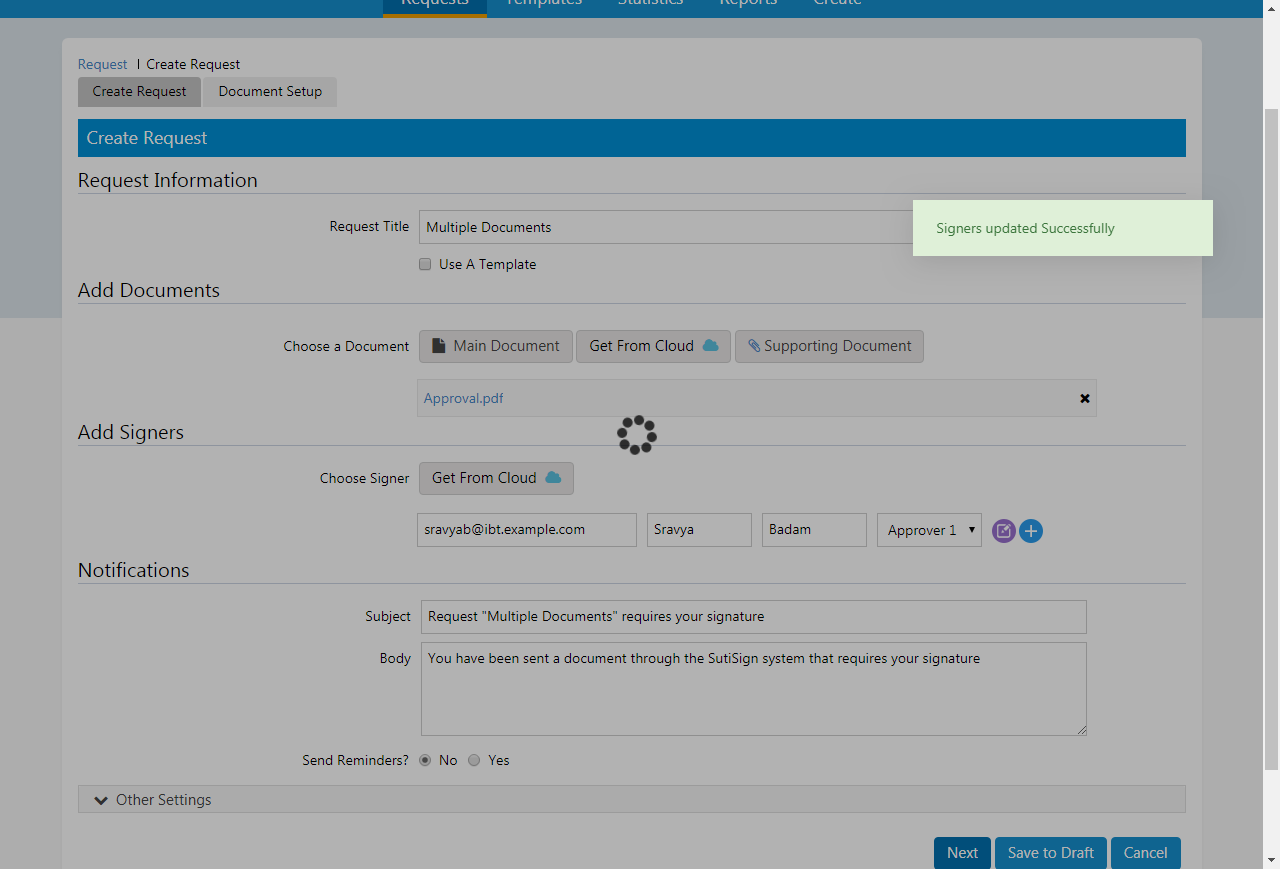 Requests Templates Statistics Reports Create
Request | Create Request
Create Request Document Setup
Create Request
Request Information
Request Title Multiple Documents
Signers updated Successfully
Use A Template
Add Documents
Choose a Document Main Document Get From Cloud Supporting Document
Approval.pdf
Add Signers
Choose Signer Get From Cloud
sravyab@ibt.example.com Sravya Badam Approver 1
Notifications
Subject Request "Multiple Documents" requires your signature
Body You have been sent a document through the SutiSign system that requires your signature
Send Reminders? No Yes
Other Settings
Next Save to Draft Cancel